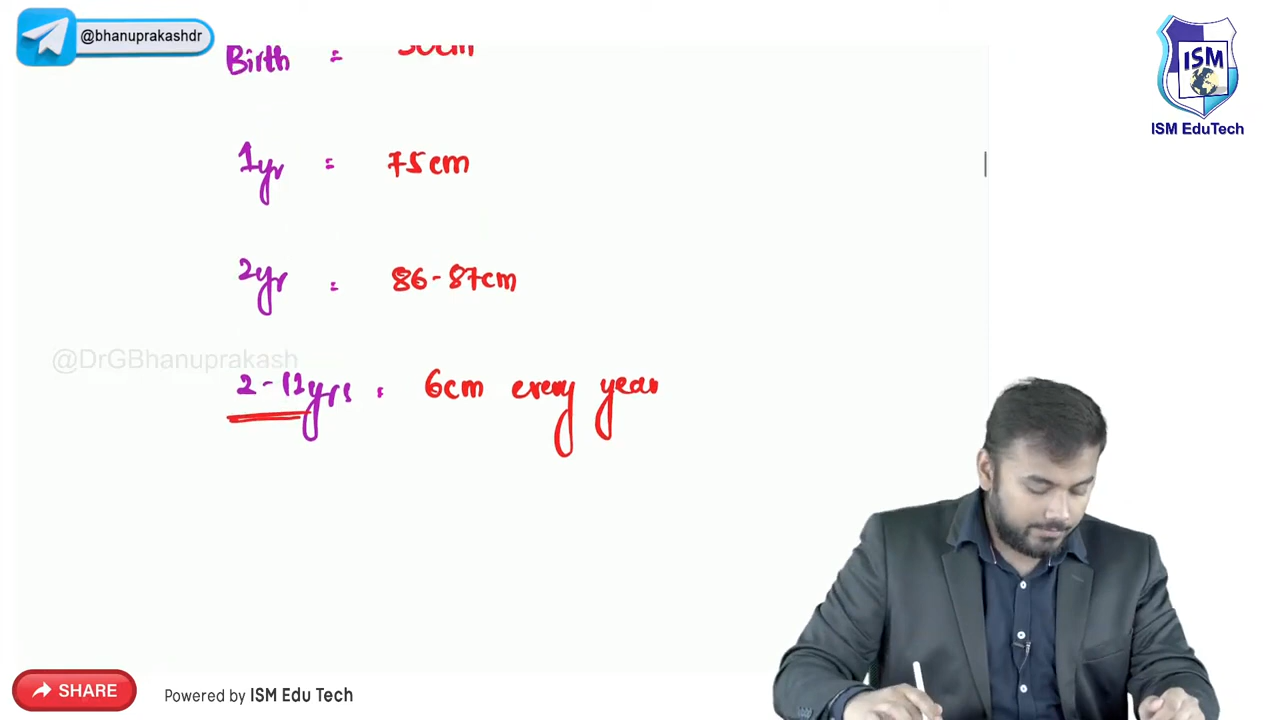 @bhanuprakashdr
ISM
ISM EduTech
Birth = 50cm
1yr = 75cm
2yr = 86-87cm
@DrGBhanuprakash
2-12yrs = 6cm every year
SHARE
Powered by ISM Edu Tech